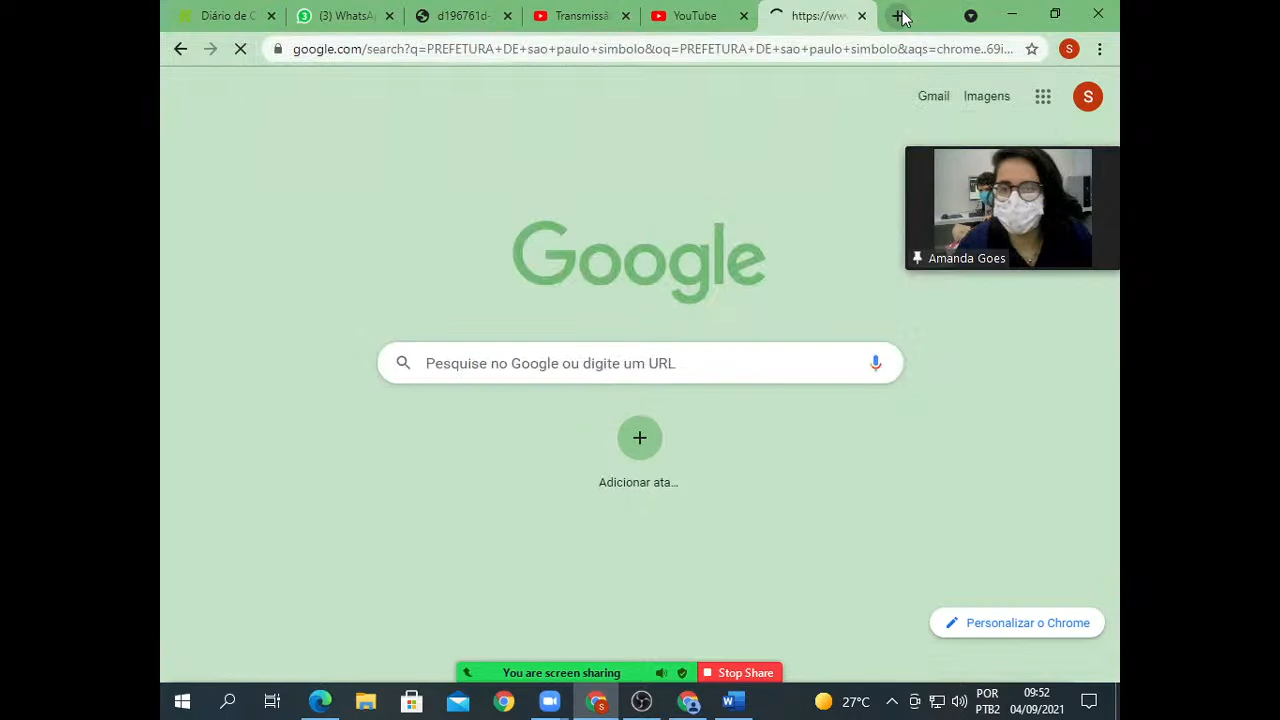 Diário de C
(3) WhatsA
d196761d-
Transmissã
YouTube
https://ww
google.com/search?q=PREFETURA+DE+sao+paulo+simbolo&oq=PREFETURA+DE+sao+paulo+simbolo&aqs=chrome..69i...
S
Gmail
Imagens
S
Google
Amanda Goes
Pesquise no Google ou digite um URL
Adicionar ata...
Personalizar o Chrome
You are screen sharing
Stop Share
27°C
POR
PTB2
09:52
04/09/2021